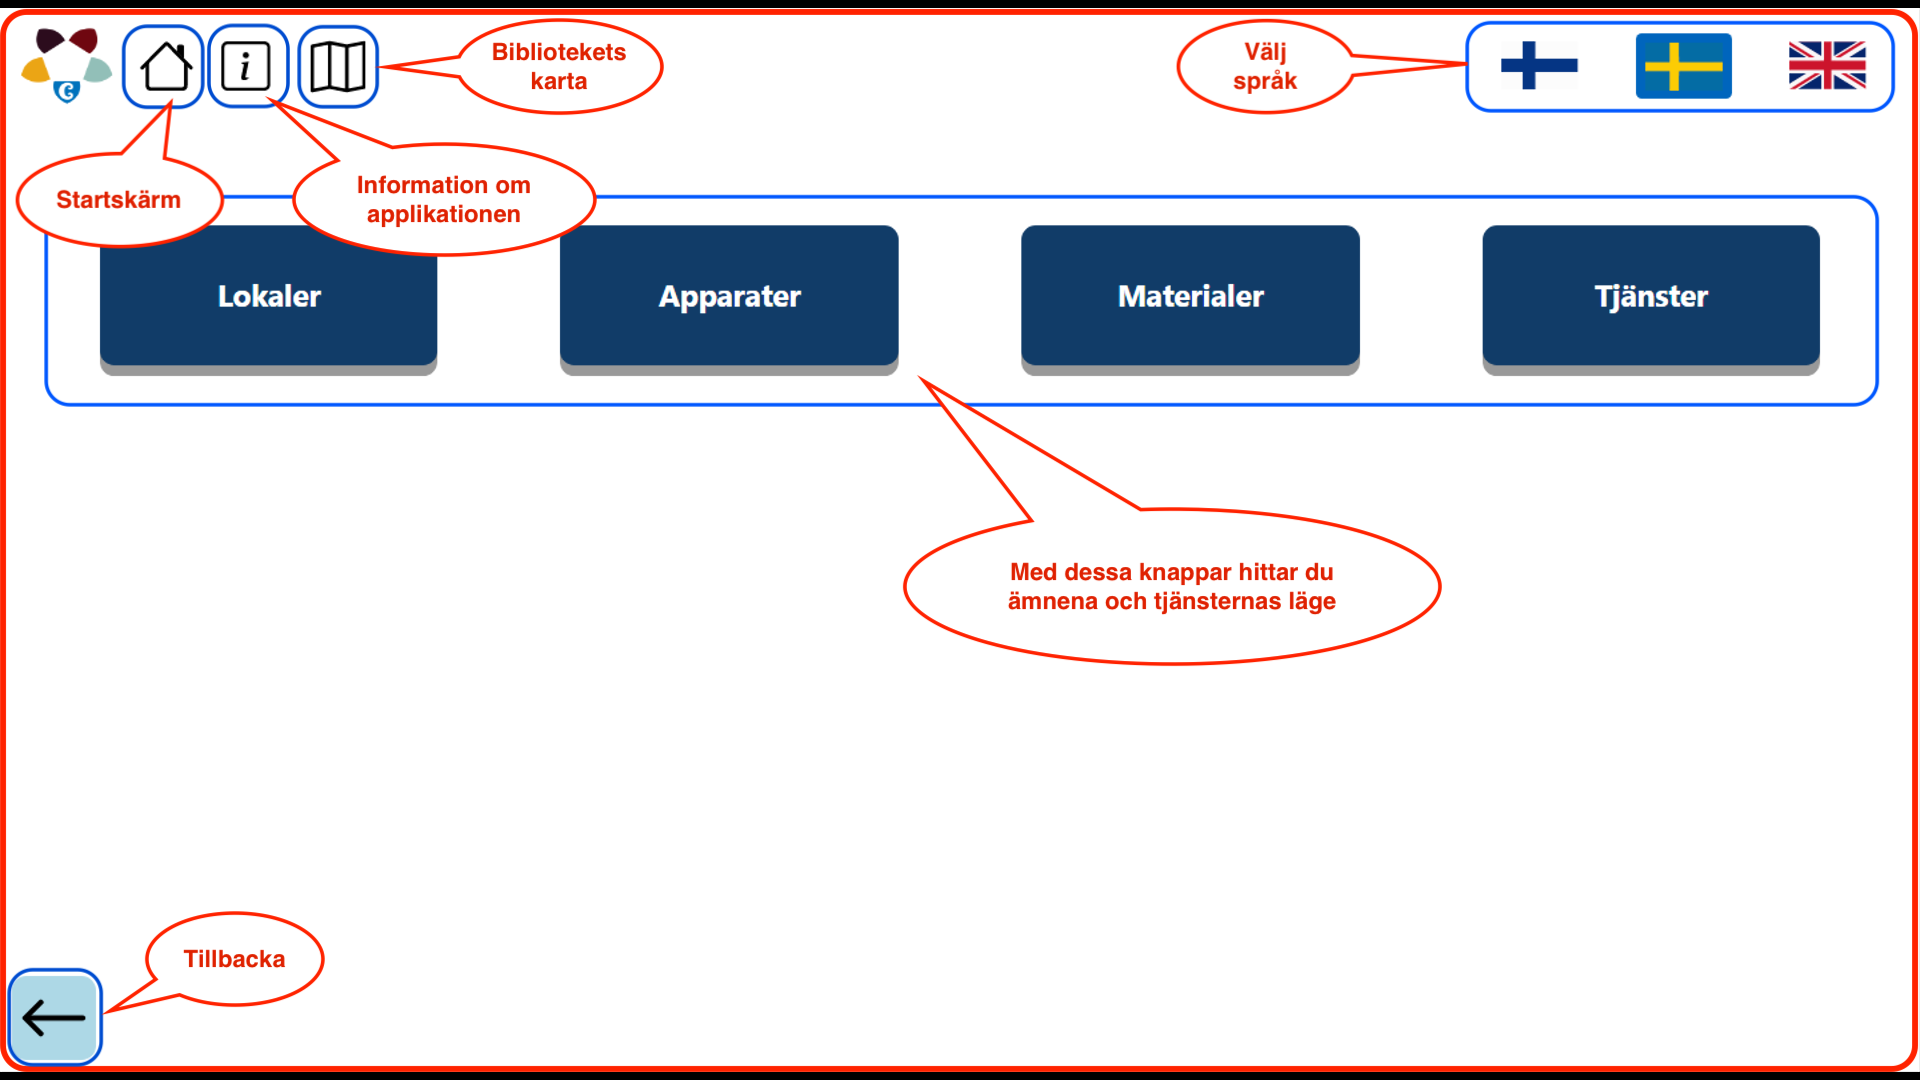 Bibliotekets
karta
Välj
språk
i
C
Startskärm
Information om
applikationen
Lokaler
Apparater
Materialer
Tjänster
Med dessa knappar hittar du
ämnena och tjänsternas läge
Tillbacka